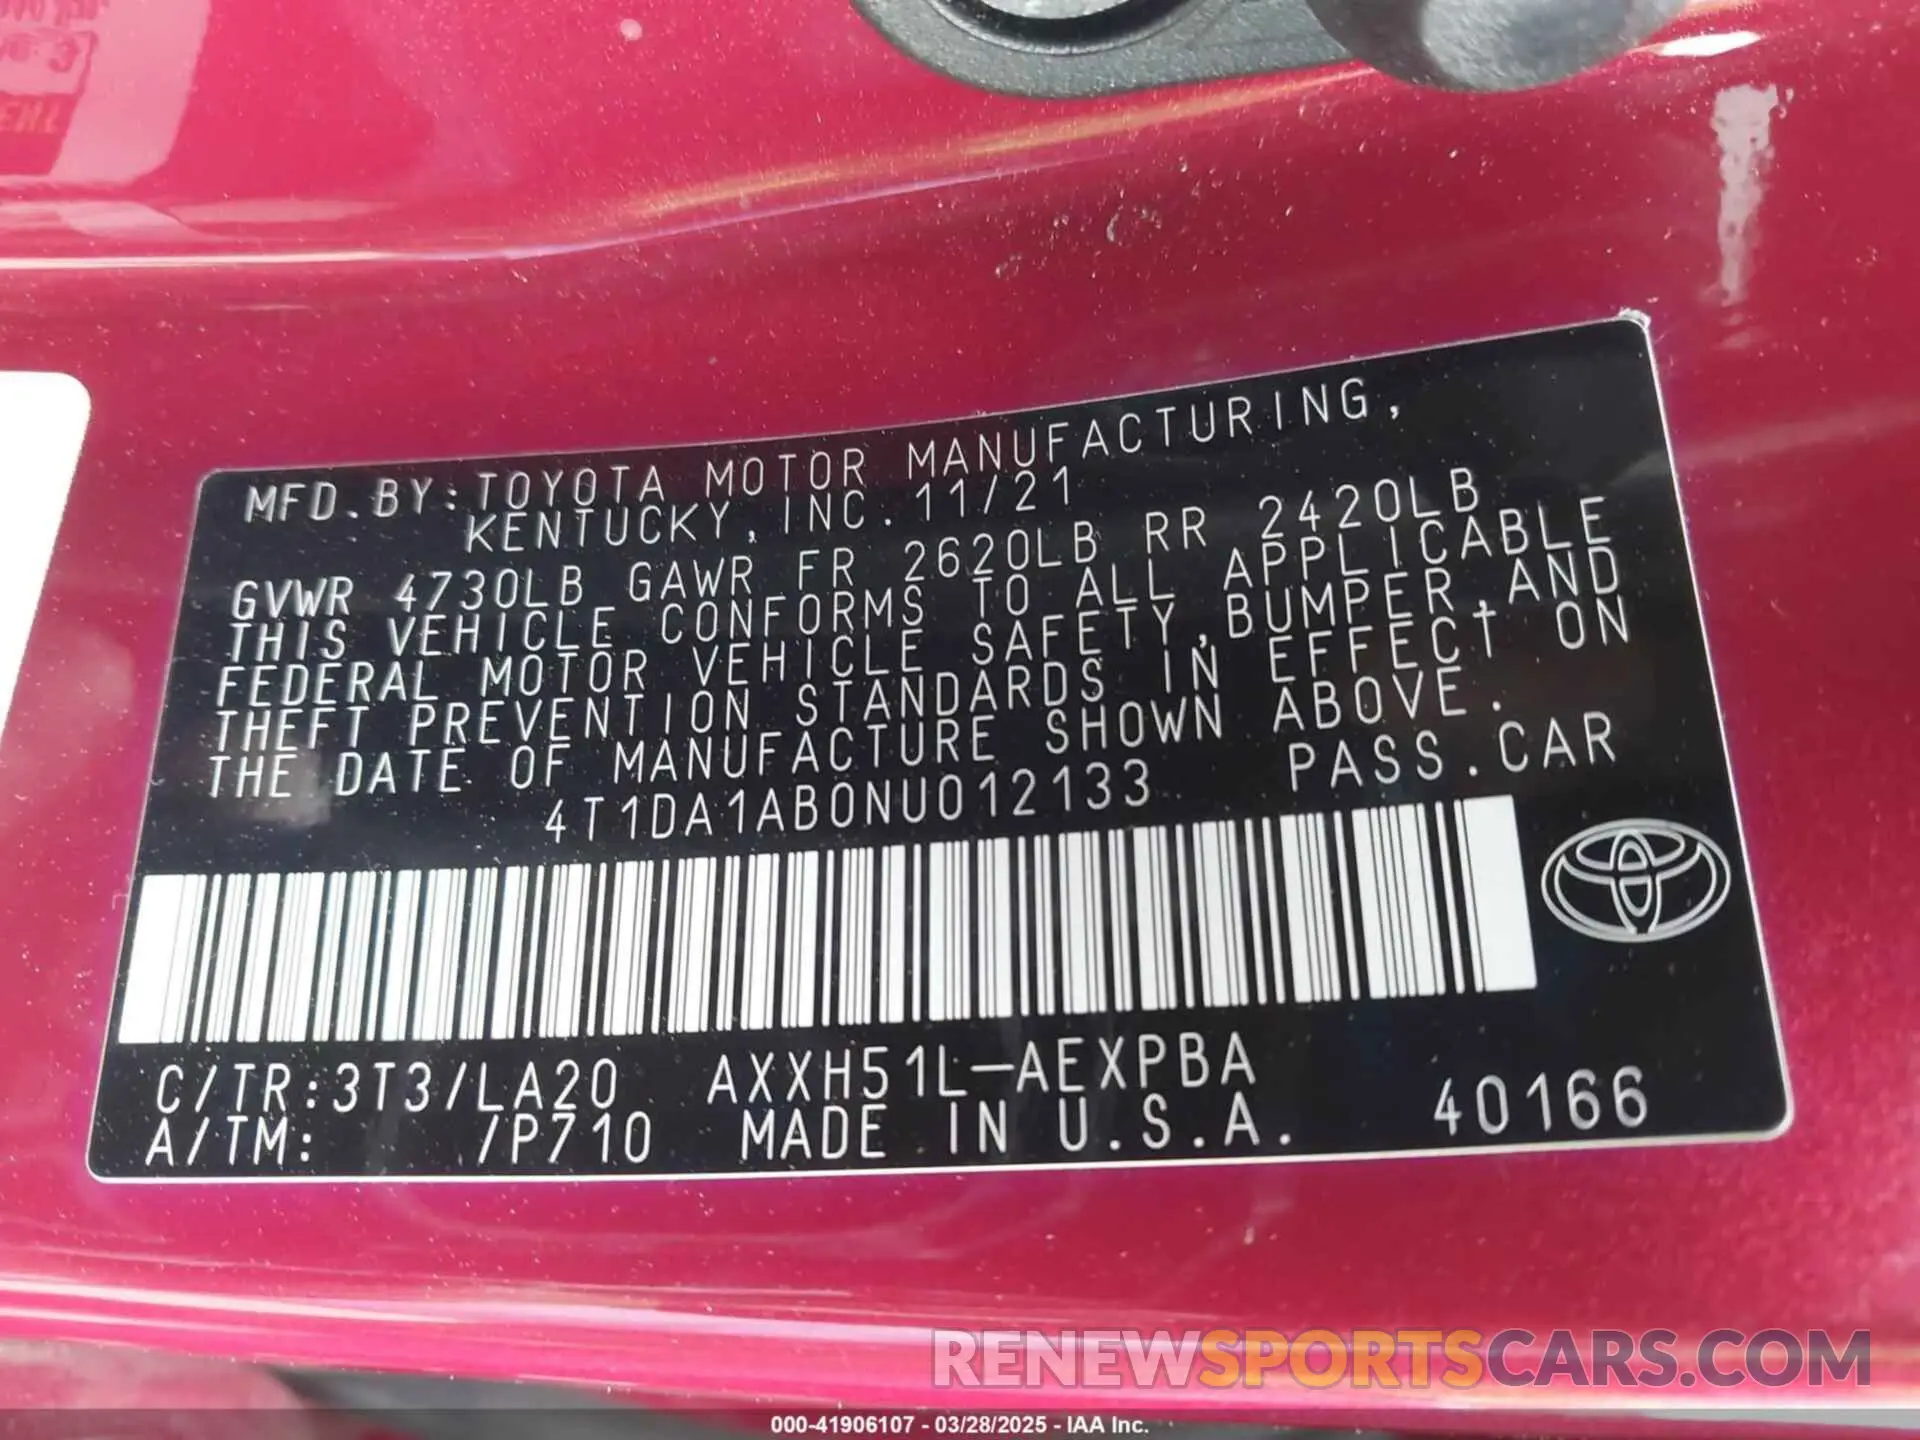 MFD.BY:TOYOTA MOTOR MANUFACTURING,
KENTUCKY, INC. 11/21
GVWR 4730LB GAWR FR 2620LB RR 2420LB
THIS VEHICLE CONFORMS TO ALL APPLICABLE
FEDERAL MOTOR VEHICLE SAFETY,BUMPER,AND
THEFT PREVENTION STANDARDS IN EFFECT ON
THE DATE OF MANUFACTURE SHOWN ABOVE.
4T1DA1AB0NU012133 PASS.CAR
C/TR:3T3/LA20 AXXH51L-AEXPBA
A/TM: /P710 MADE IN U.S.A. 40166
RENEWSPORTSCARS.COM
000-41906107 - 03/28/2025 - IAA Inc.